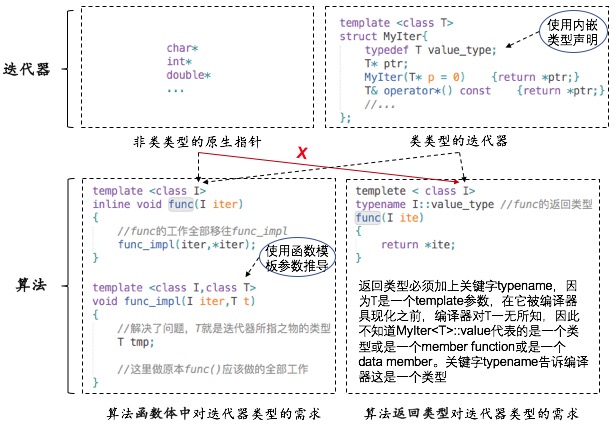 迭代器
char*
int*
double*
...
template <class T>
struct MyIter{
typedef T value_type;
T* ptr;
MyIter(T* p = 0) {return *ptr;}
T& operator*() const {return *ptr;}
//...
};
使用内嵌
类型声明
非类类型的原生指针
类类型的迭代器
X
算法
template <class I>
inline void func(I iter)
{
//func的工作全部移往func_impl
func_impl(iter,*iter);
}
使用函数模
板参数推导
template <class I,class T>
void func_impl(I iter,T t)
{
//解决了问题，T就是迭代器所指之物的类型
T tmp;
//这里做原本func()应该做的全部工作
}
templete < class I>
typename I::value_type //func的返回类型
func(I ite)
{
return *ite;
}
返回类型必须加上关键字typename，因
为T是一个template参数，在它被编译器
具现化之前，编译器对T一无所知，因此
不知道MyIter<T>::value代表的是一个类
型或是一个member function或是一个
data member。关键字typename告诉编译
器这是一个类型
算法函数体中对迭代器类型的需求
算法返回类型对迭代器类型的需求